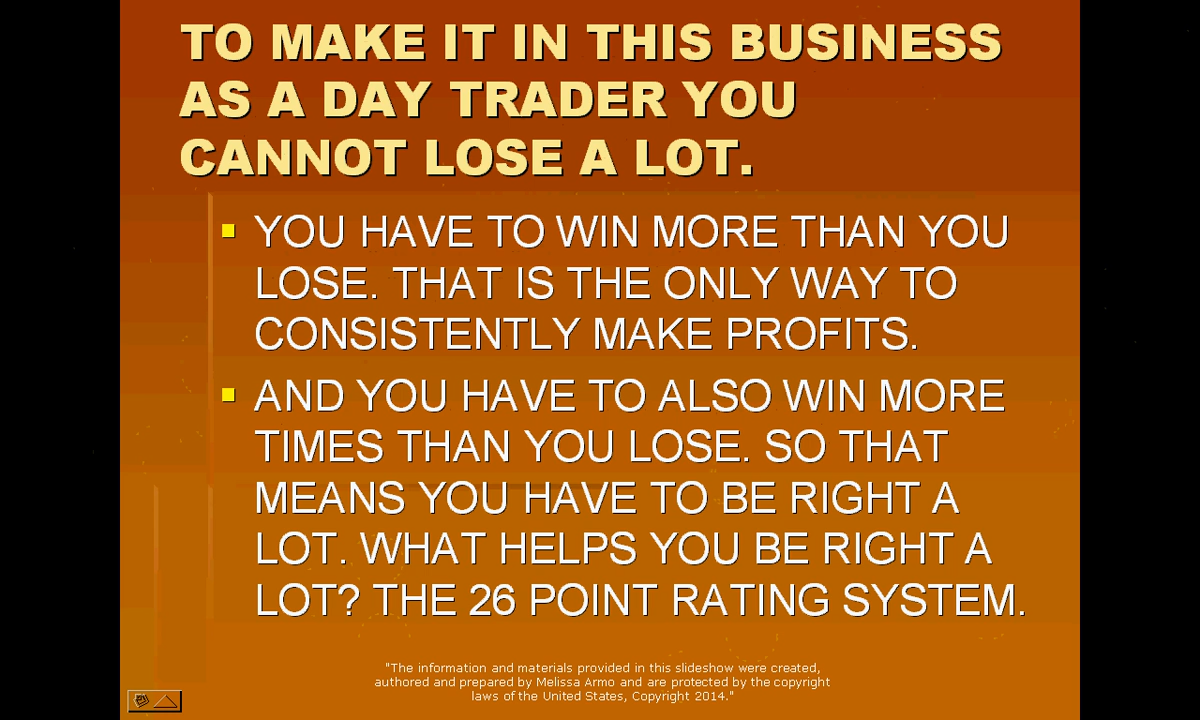 TO MAKE IT IN THIS BUSINESS
AS A DAY TRADER YOU
CANNOT LOSE A LOT.
YOU HAVE TO WIN MORE THAN YOU
LOSE. THAT IS THE ONLY WAY TO
CONSISTENTLY MAKE PROFITS.
AND YOU HAVE TO ALSO WIN MORE
TIMES THAN YOU LOSE. SO THAT
MEANS YOU HAVE TO BE RIGHT A
LOT. WHAT HELPS YOU BE RIGHT A
LOT? THE 26 POINT RATING SYSTEM.
"The information and materials provided in this slideshow were created,
authored and prepared by Melissa Armo and are protected by the copyright
laws of the United States, Copyright 2014."